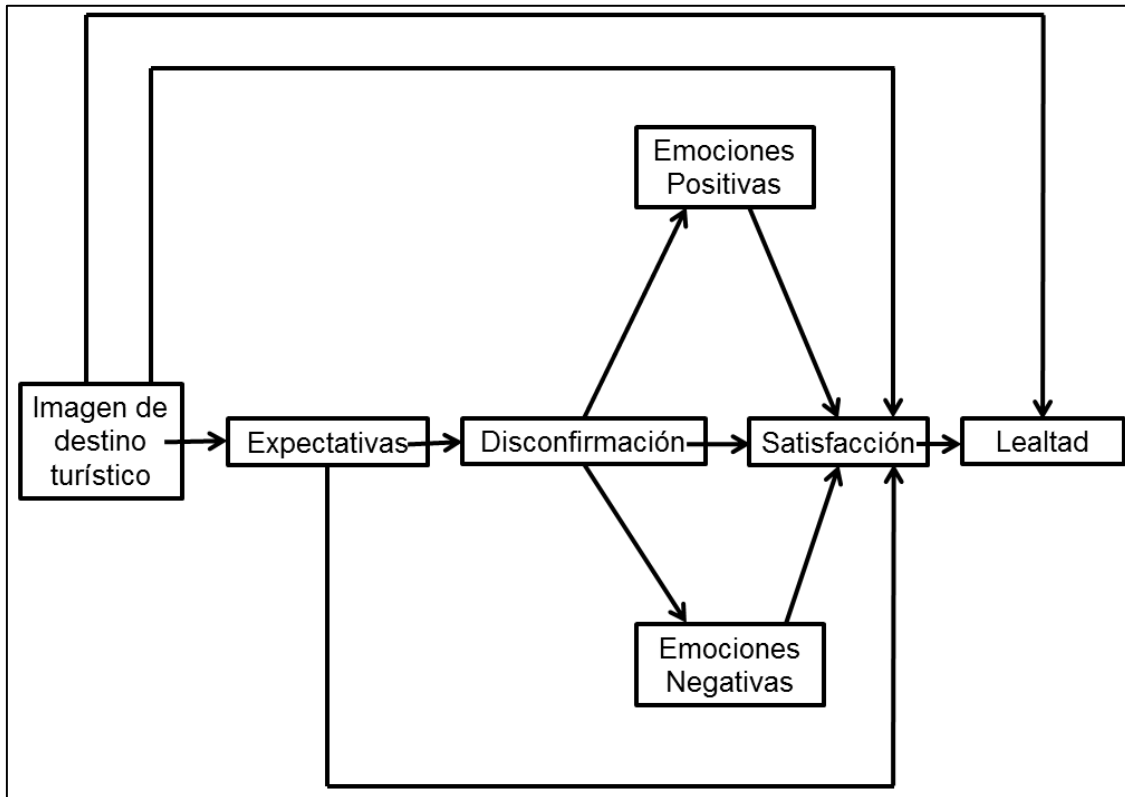 Emociones
Positivas
Imagen de
destino
turístico
Expectativas
Disconfirmación
Satisfacción
Lealtad
Emociones
Negativas